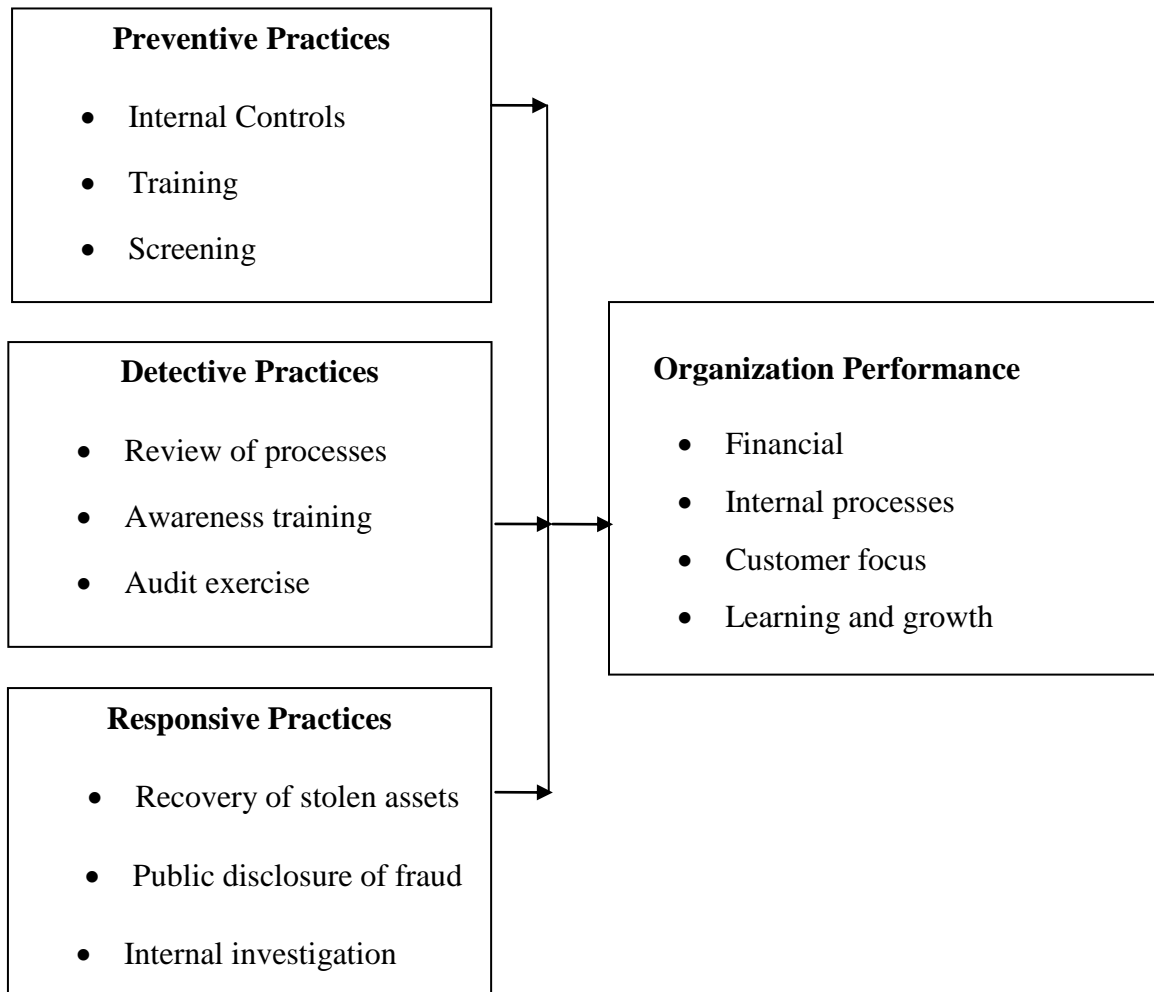 Preventive Practices
• Internal Controls
• Training
• Screening
Detective Practices
• Review of processes
• Awareness training
• Audit exercise
Responsive Practices
• Recovery of stolen assets
• Public disclosure of fraud
• Internal investigation
Organization Performance
• Financial
• Internal processes
• Customer focus
• Learning and growth